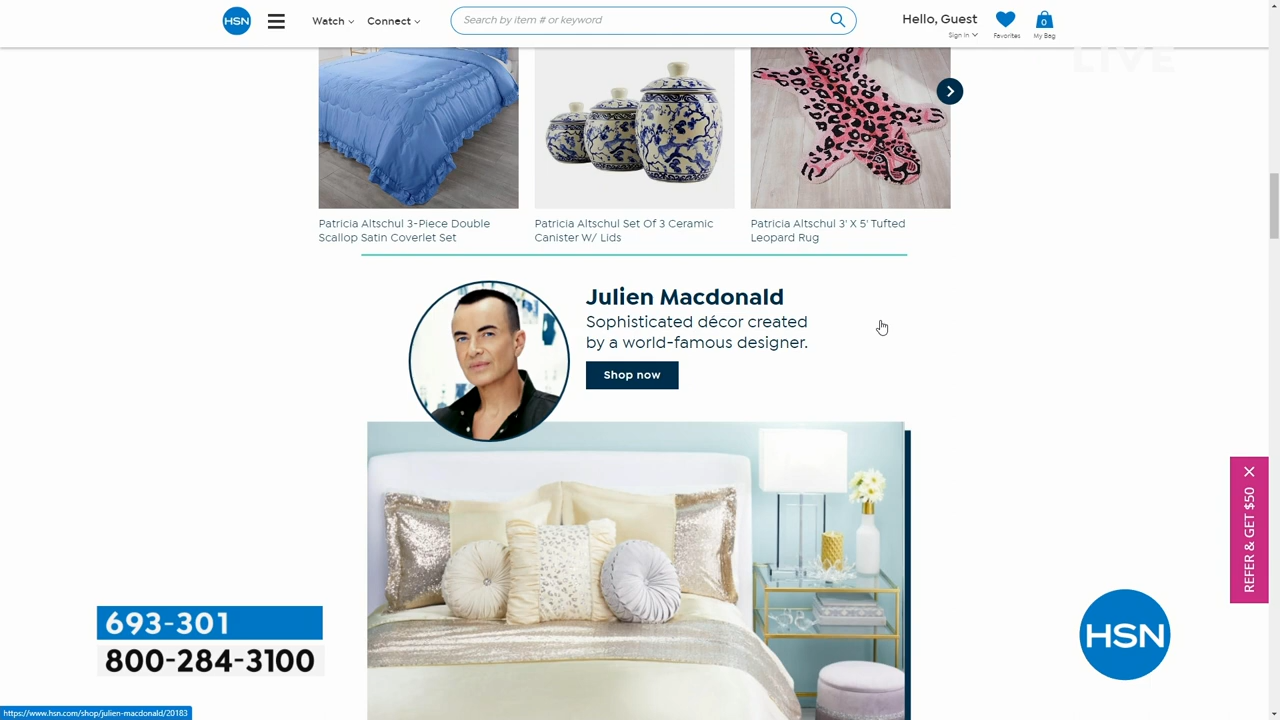 HSN
Watch
Connect
Search by item # or keyword
Hello, Guest
Sign In
Favorites
0
My Bag
LIVE
Patricia Altschul 3-Piece Double
Scallop Satin Coverlet Set
Patricia Altschul Set Of 3 Ceramic
Canister W/ Lids
Patricia Altschul 3' X 5' Tufted
Leopard Rug
Julien Macdonald
Sophisticated décor created
by a world-famous designer.
Shop now
REFER & GET $50
693-301
800-284-3100
HSN
https://www.hsn.com/shop/julien-macdonald/20183